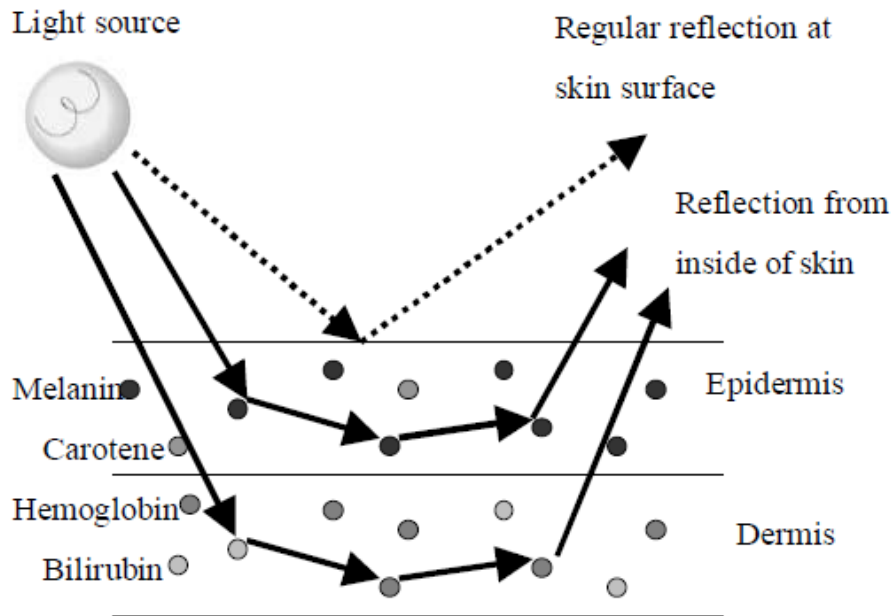 Light source
Regular reflection at
skin surface
Reflection from
inside of skin
Melanin
Epidermis
Carotene
Hemoglobin
Dermis
Bilirubin